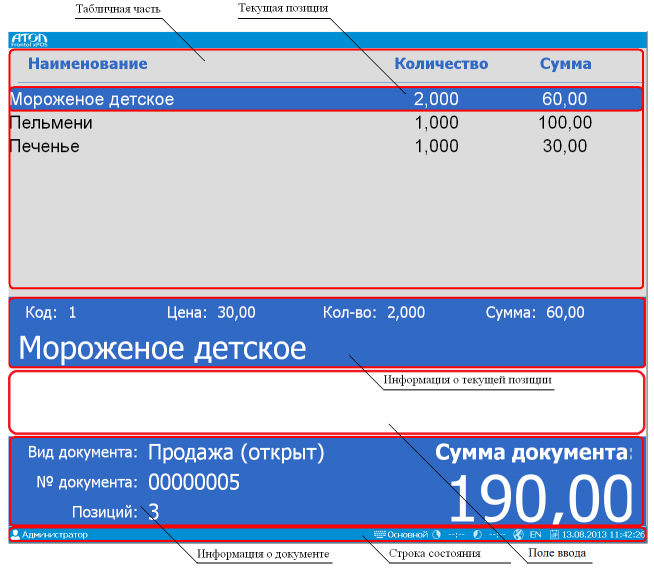 Табличная часть
Текущая позиция
ATOЛ
Frontol xPOS
Наименование Количество Сумма
Мороженое детское 2,000 60,00
Пельмени 1,000 100,00
Печенье 1,000 30,00
Код: 1 Цена: 30,00 Кол-во: 2,000 Сумма: 60,00
Мороженое детское
Информация о текущей позиции
Вид документа: Продажа (открыт) Сумма документа:
№ документа: 00000005 190,00
Позиций: 3
Администратор Основной --:-- --:-- EN 13.08.2013 11:42:26
Информация о документе Строка состояния Поле ввода